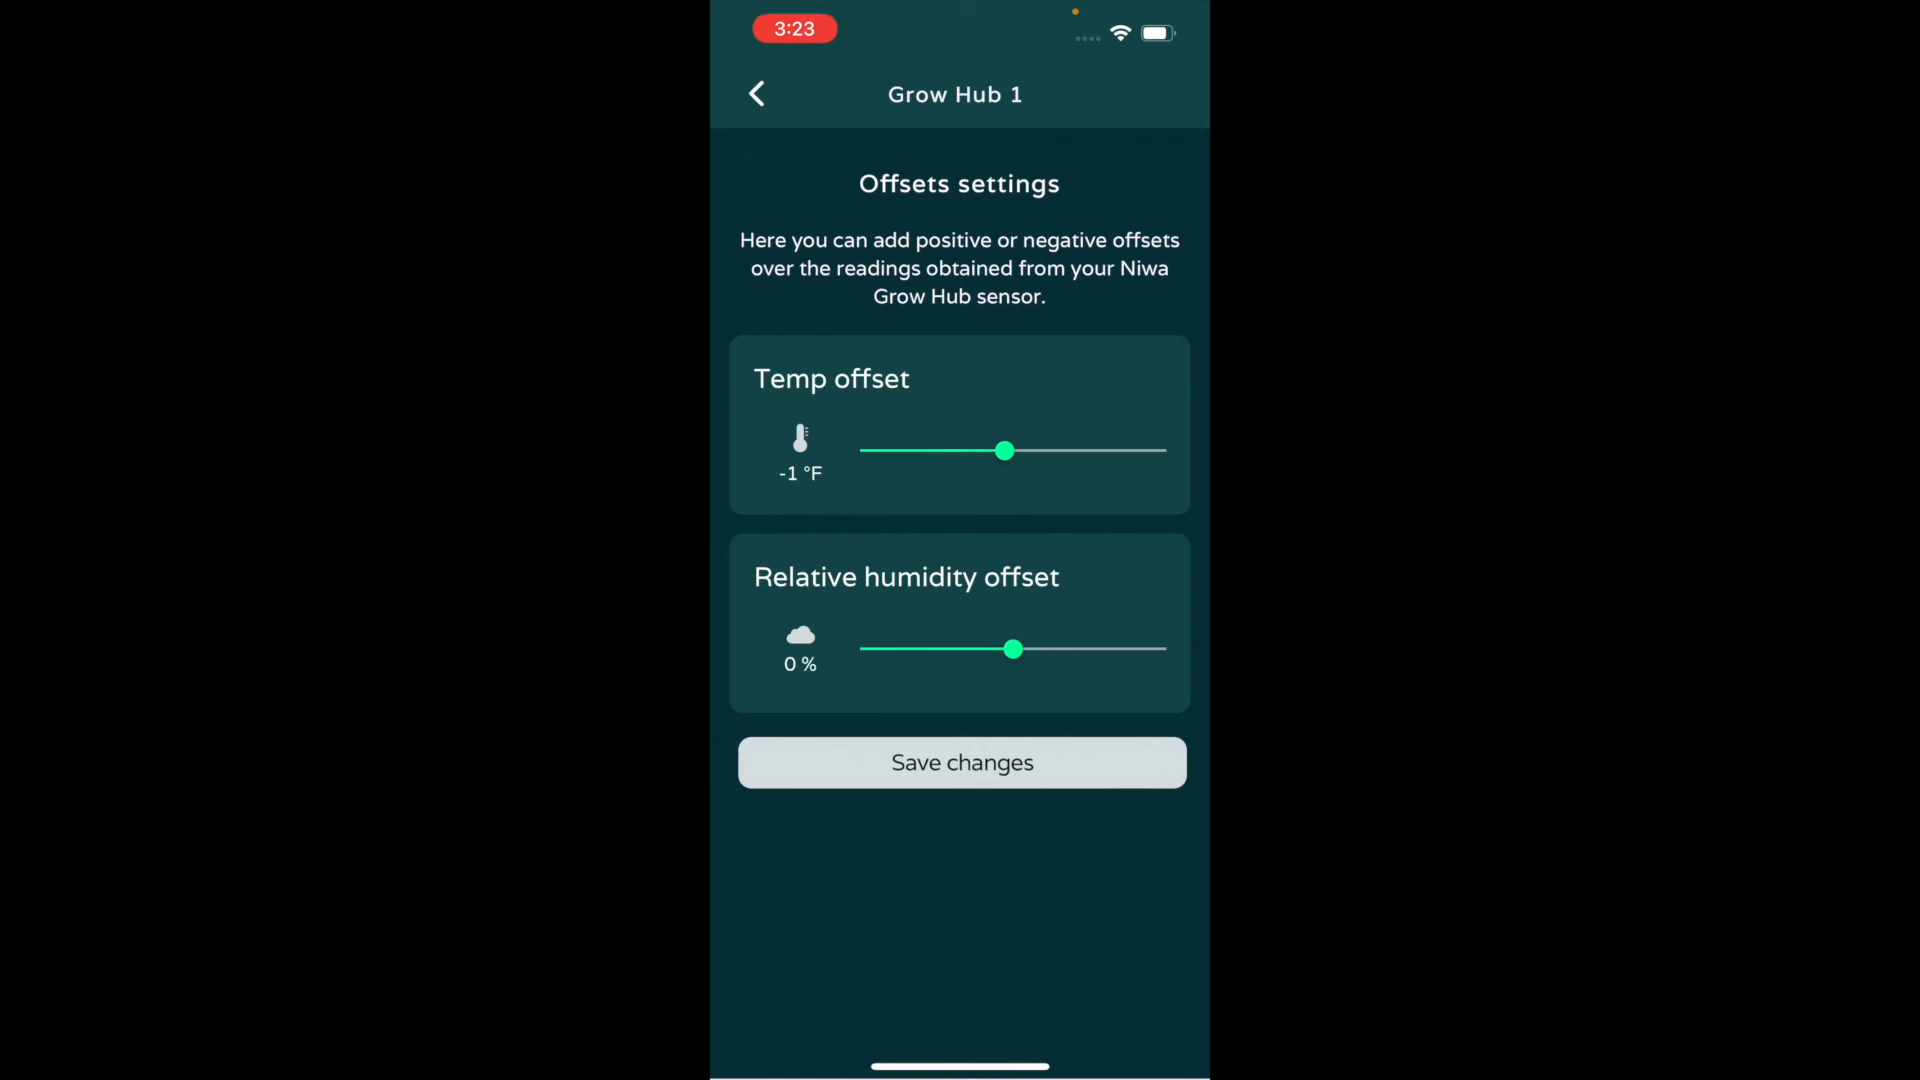 3:23
Grow Hub 1
Offsets settings
Here you can add positive or negative offsets
over the readings obtained from your Niwa
Grow Hub sensor.
Temp offset
-1 °F
Relative humidity offset
0 %
Save changes